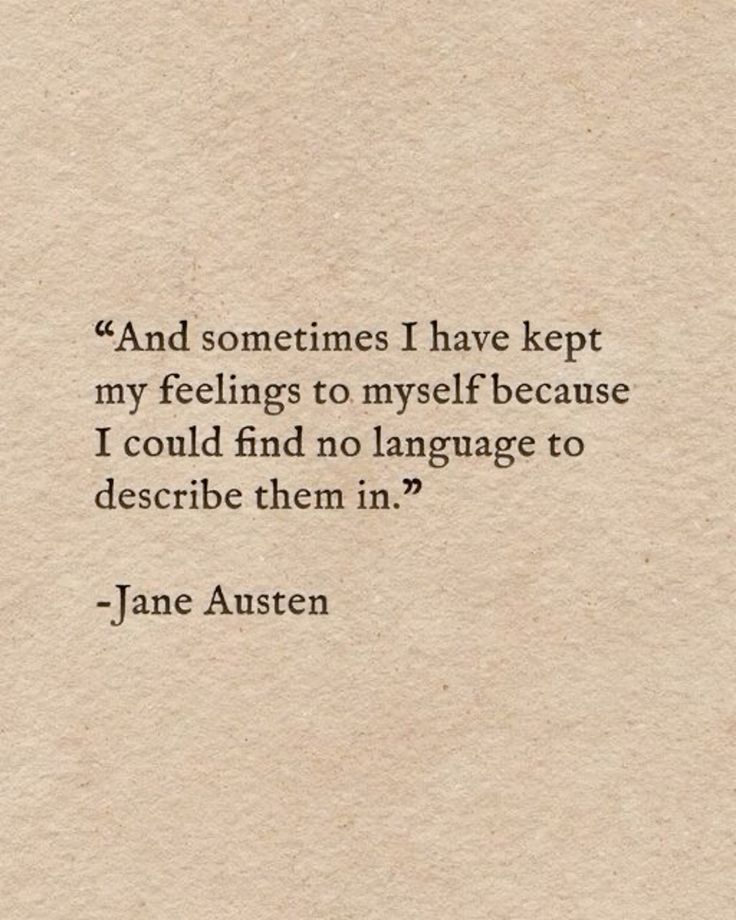 “And sometimes I have kept
my feelings to myself because
I could find no language to
describe them in.”
-Jane Austen